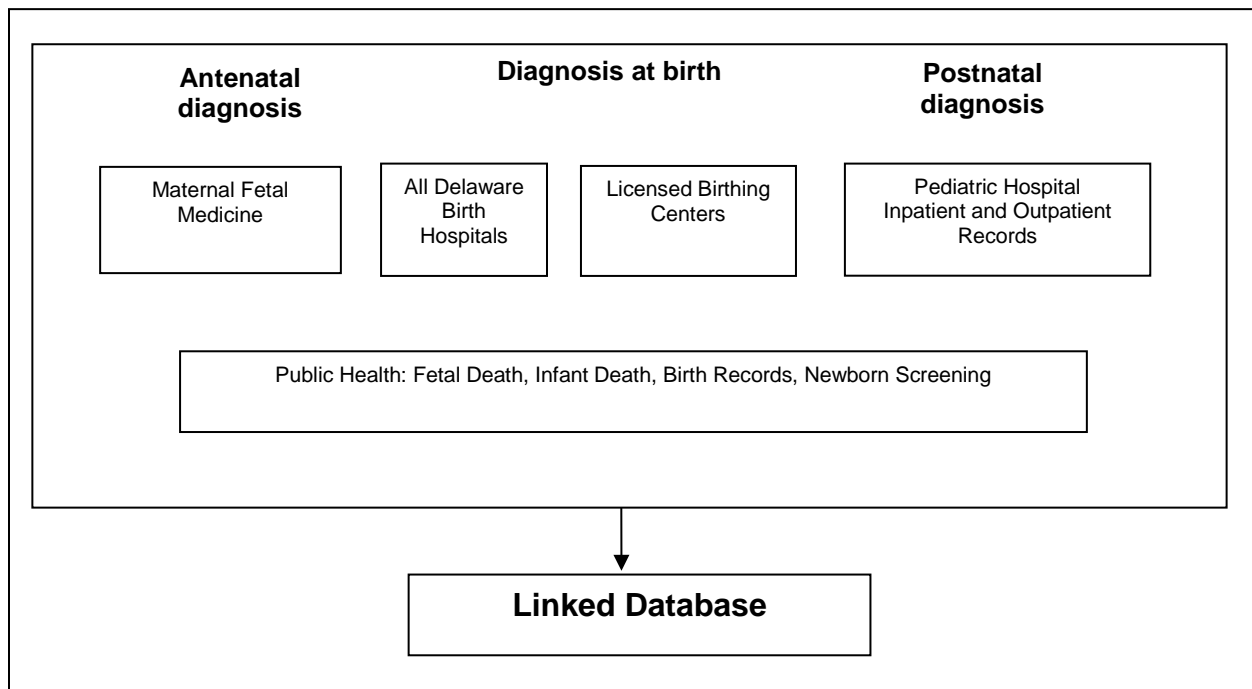 Antenatal
diagnosis
Diagnosis at birth
Postnatal
diagnosis
Maternal Fetal
Medicine
All Delaware
Birth
Hospitals
Licensed Birthing
Centers
Pediatric Hospital
Inpatient and Outpatient
Records
Public Health: Fetal Death, Infant Death, Birth Records, Newborn Screening
Linked Database